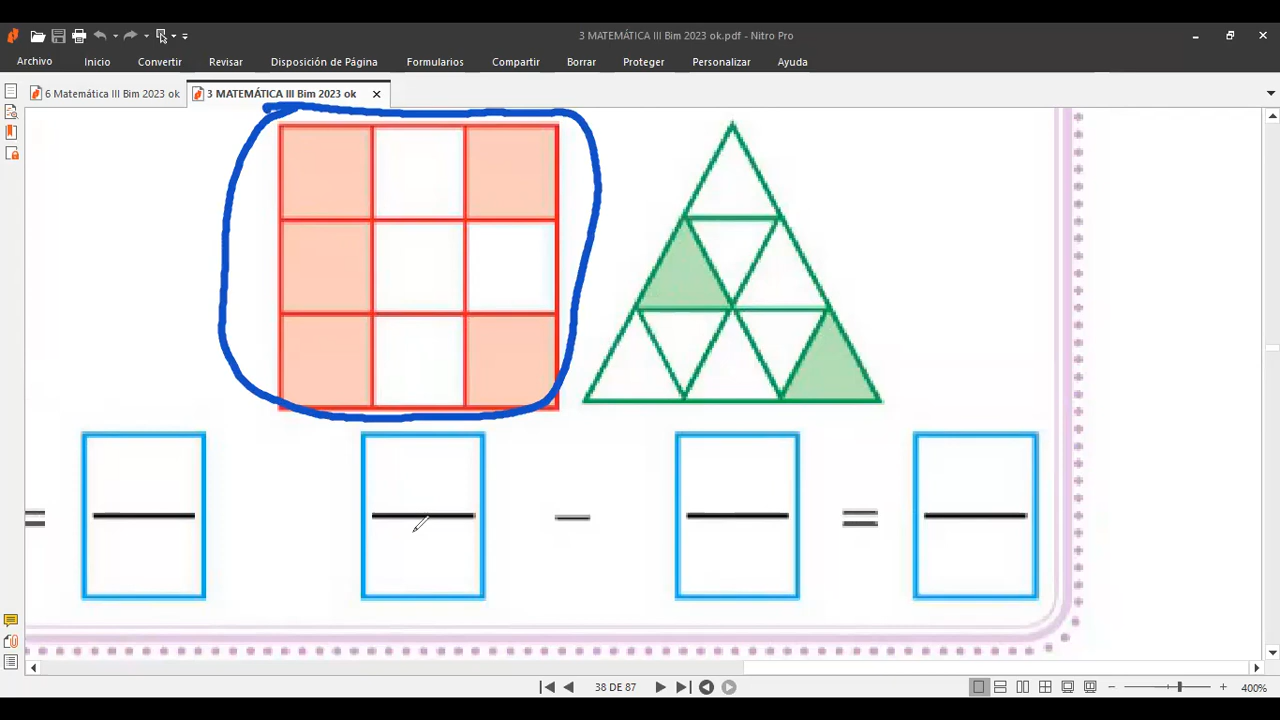 3 MATEMÁTICA III Bim 2023 ok.pdf - Nitro Pro
Archivo Inicio Convertir Revisar Disposición de Página Formularios Compartir Borrar Proteger Personalizar Ayuda
6 Matemática III Bim 2023 ok 3 MATEMÁTICA III Bim 2023 ok
= — =
38 DE 87 400%